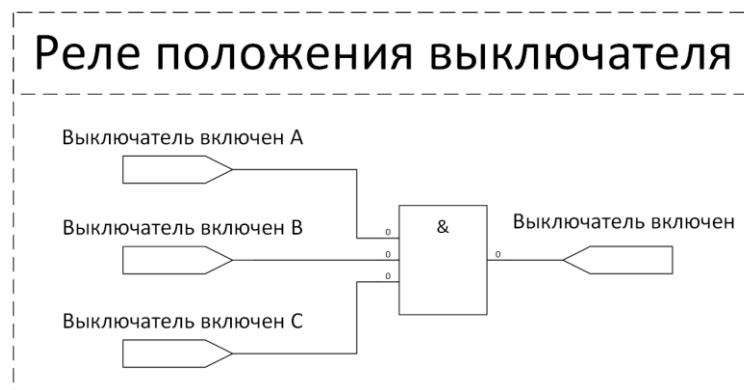 Реле положения выключателя
Выключатель включен А
Выключатель включен В
Выключатель включен С
0
0
0
&
0
Выключатель включен